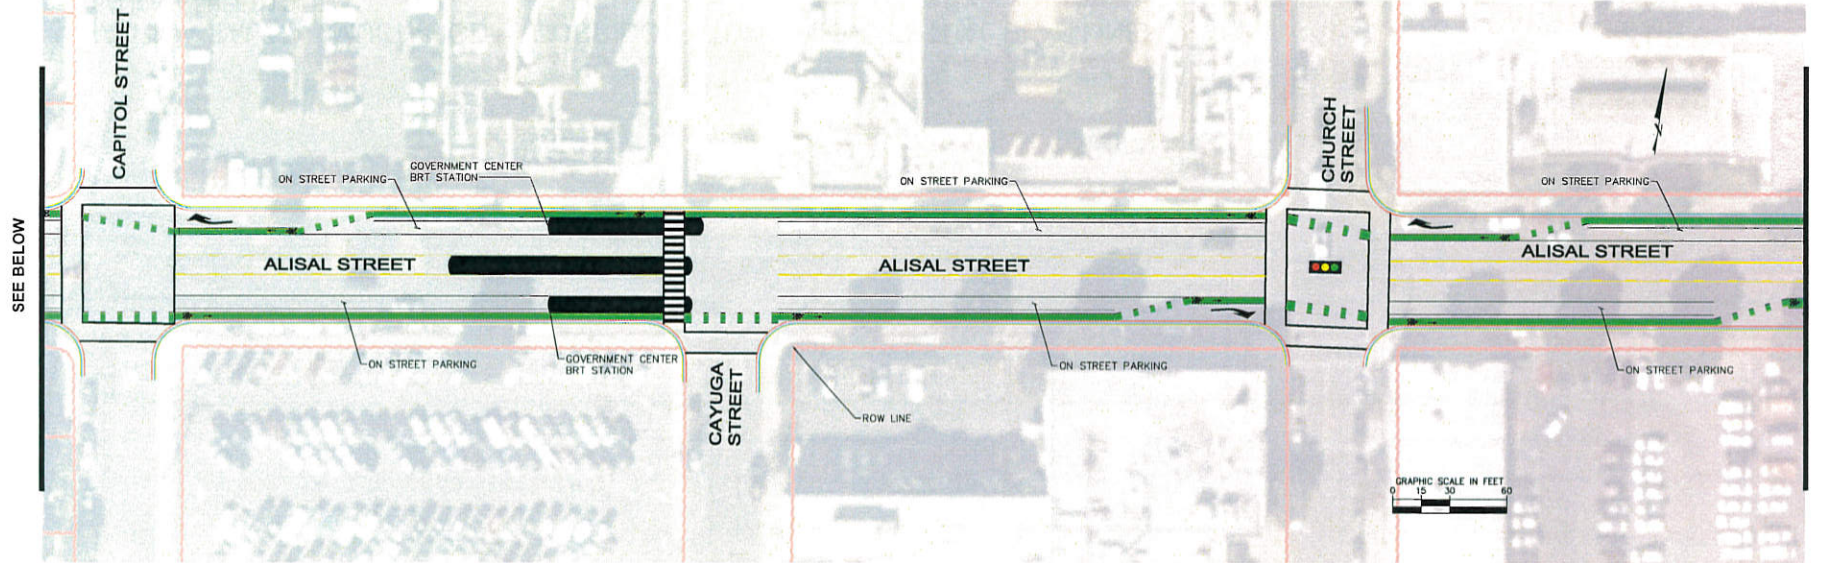 CAPITOL STREET
CHURCH
STREET
GOVERNMENT CENTER
BRT STATION
ON STREET PARKING
ON STREET PARKING
ON STREET PARKING
SEE BELOW
ALISAL STREET
ALISAL STREET
ALISAL STREET
ON STREET PARKING
GOVERNMENT CENTER
BRT STATION
ON STREET PARKING
ON STREET PARKING
CAYUGA
STREET
ROW LINE
GRAPHIC SCALE IN FEET
0 15 30 60
N